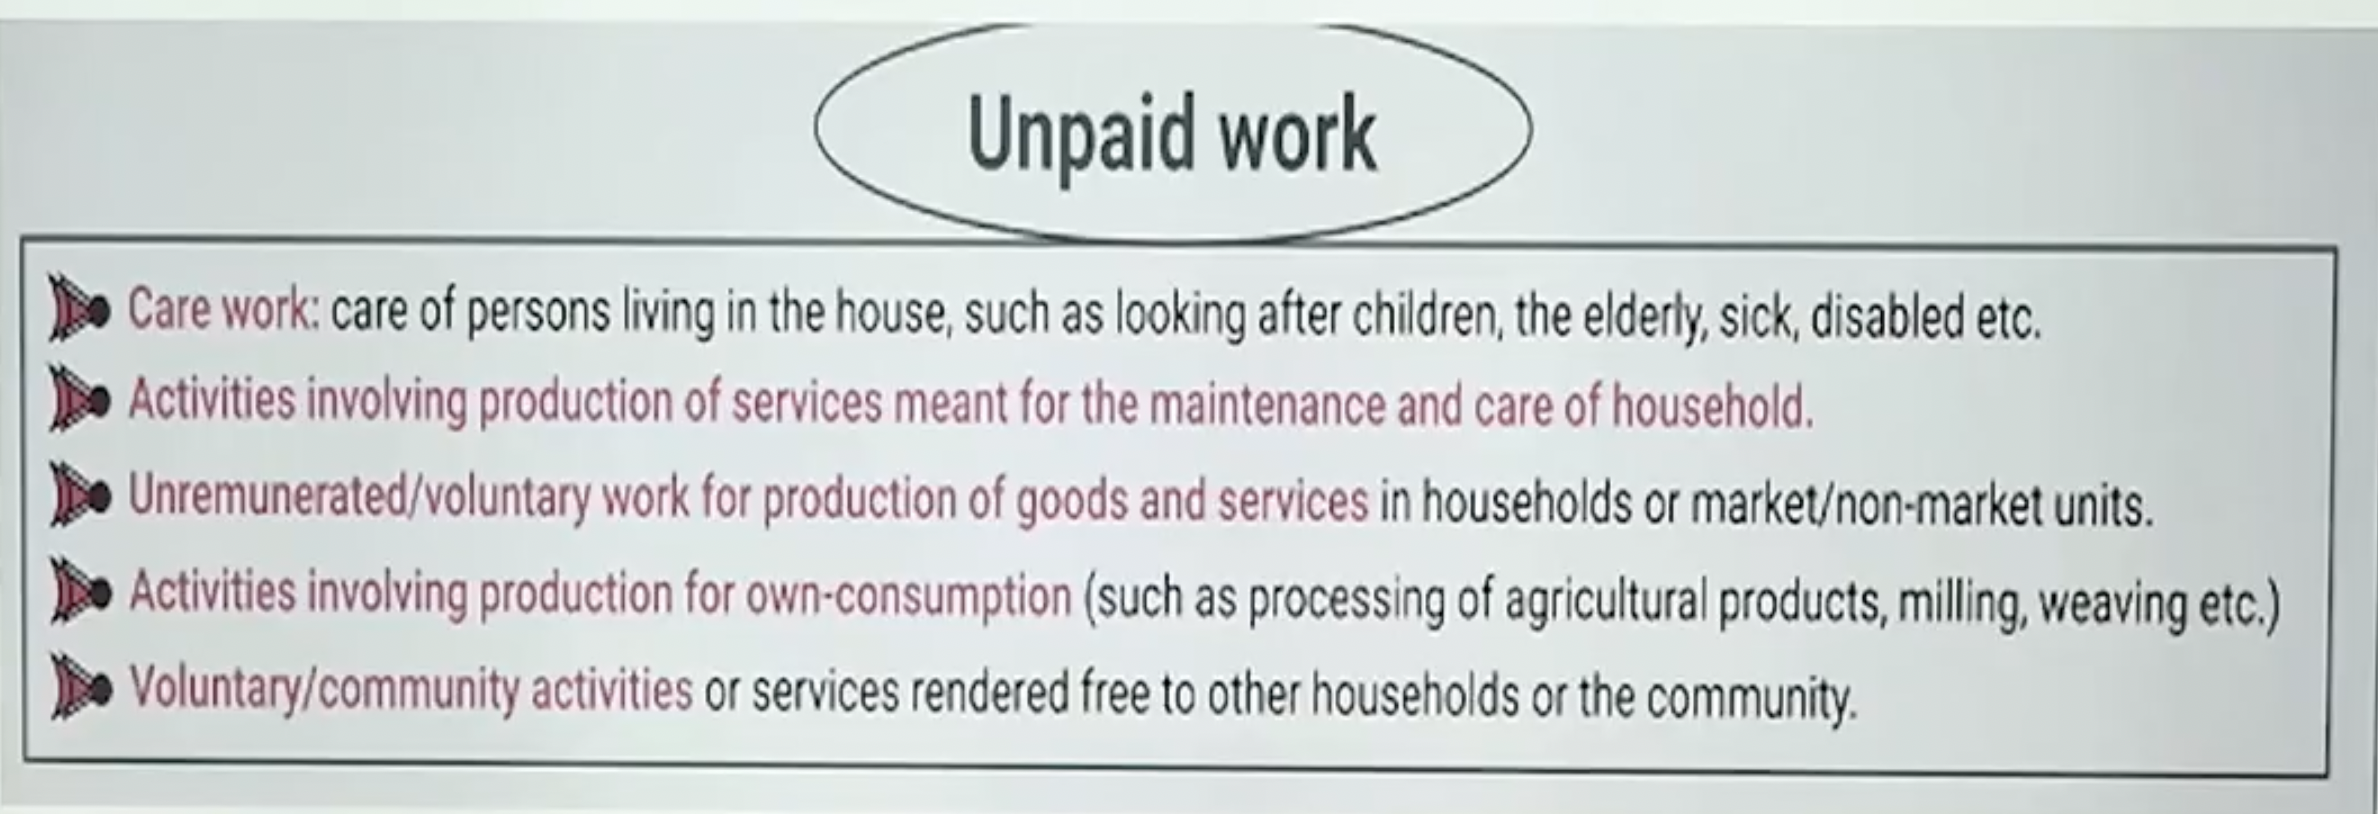 Unpaid work
Care work: care of persons living in the house, such as looking after children, the elderly, sick, disabled etc.
Activities involving production of services meant for the maintenance and care of household.
Unremunerated/voluntary work for production of goods and services in households or market/non-market units.
Activities involving production for own-consumption (such as processing of agricultural products, milling, weaving etc.)
Voluntary/community activities or services rendered free to other households or the community.